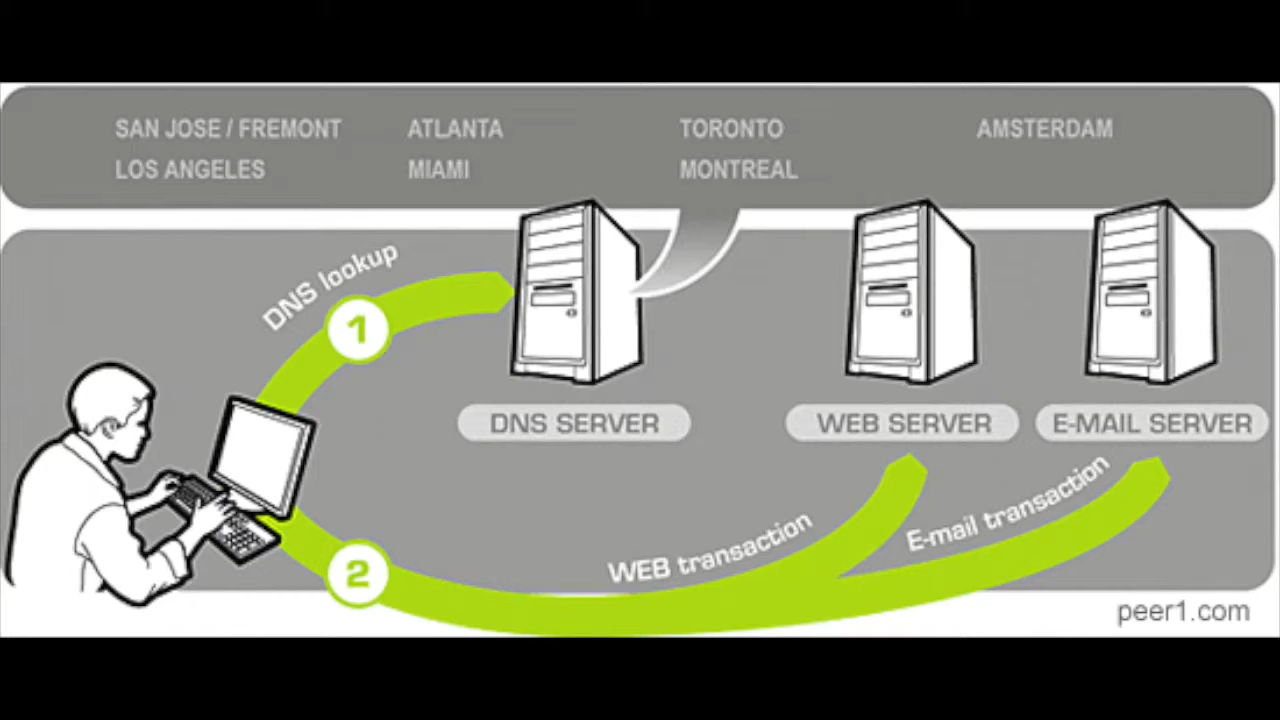 SAN JOSE / FREMONT
ATLANTA
TORONTO
AMSTERDAM
LOS ANGELES
MIAMI
MONTREAL
DNS lookup
1
DNS SERVER
WEB SERVER
E-MAIL SERVER
2
WEB transaction
E-mail transaction
peer1.com